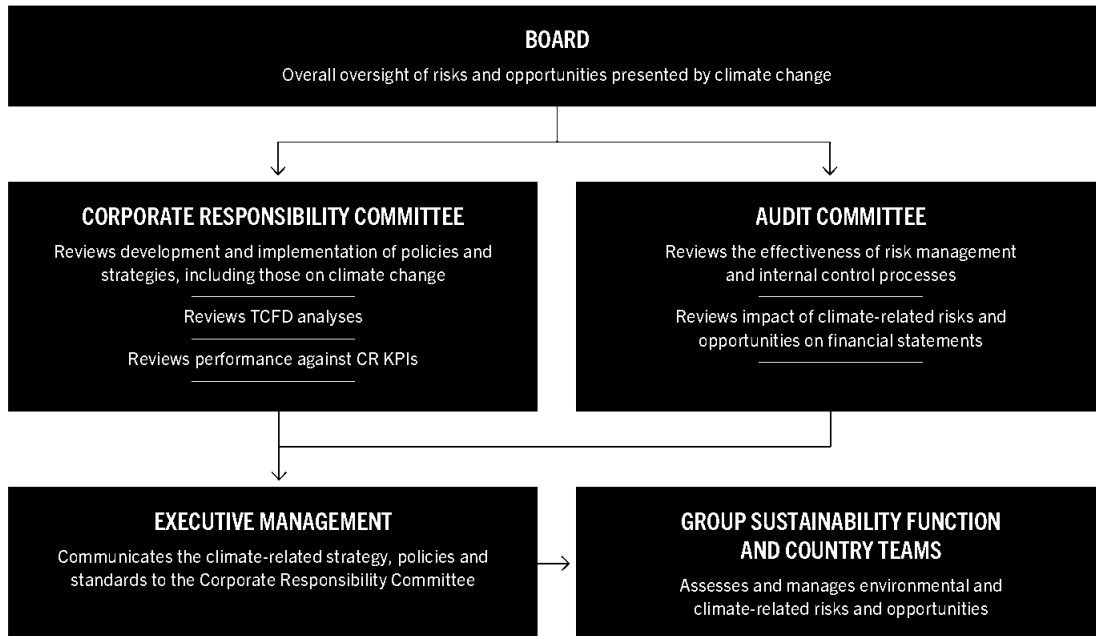 BOARD
Overall oversight of risks and opportunities presented by climate change
CORPORATE RESPONSIBILITY COMMITTEE
Reviews development and implementation of policies and
strategies, including those on climate change
Reviews TCFD analyses
Reviews performance against CR KPIs
AUDIT COMMITTEE
Reviews the effectiveness of risk management
and internal control processes
Reviews impact of climate-related risks and
opportunities on financial statements
EXECUTIVE MANAGEMENT
Communicates the climate-related strategy, policies and
standards to the Corporate Responsibility Committee
GROUP SUSTAINABILITY FUNCTION
AND COUNTRY TEAMS
Assesses and manages environmental and
climate-related risks and opportunities